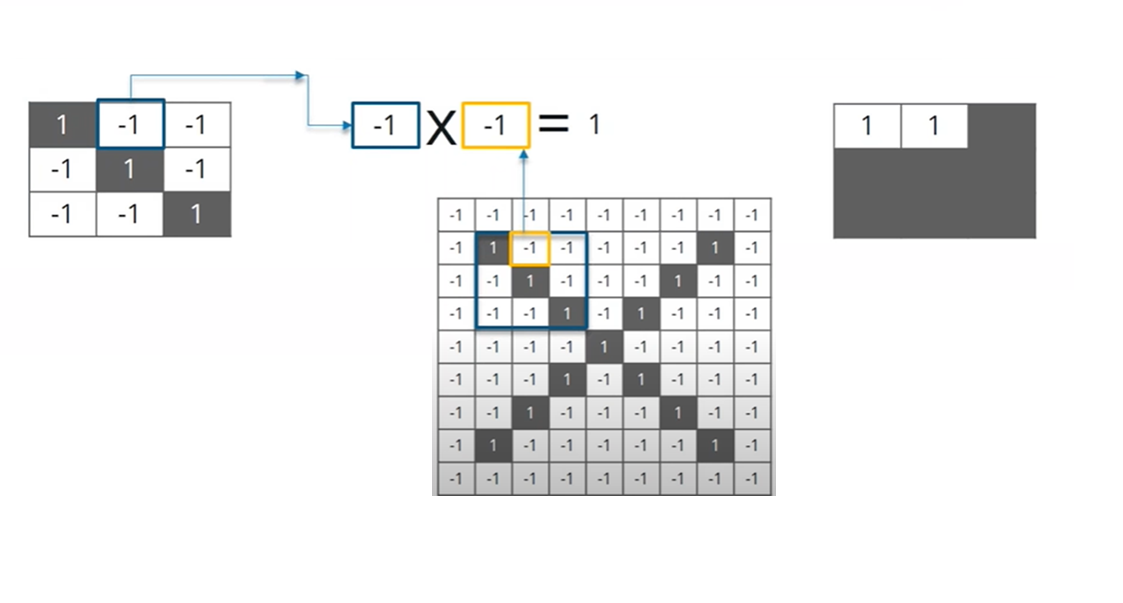 1 -1 -1
-1 1 -1
-1 -1 1
-1 X -1 = 1
1 1
-1 -1 -1 -1 -1 -1 -1 -1 -1
-1 1 -1 -1 -1 -1 -1 1 -1
-1 -1 1 -1 -1 -1 1 -1 -1
-1 -1 -1 1 -1 1 -1 -1 -1
-1 -1 -1 -1 1 -1 -1 -1 -1
-1 -1 -1 1 -1 1 -1 -1 -1
-1 -1 1 -1 -1 -1 1 -1 -1
-1 1 -1 -1 -1 -1 -1 1 -1
-1 -1 -1 -1 -1 -1 -1 -1 -1